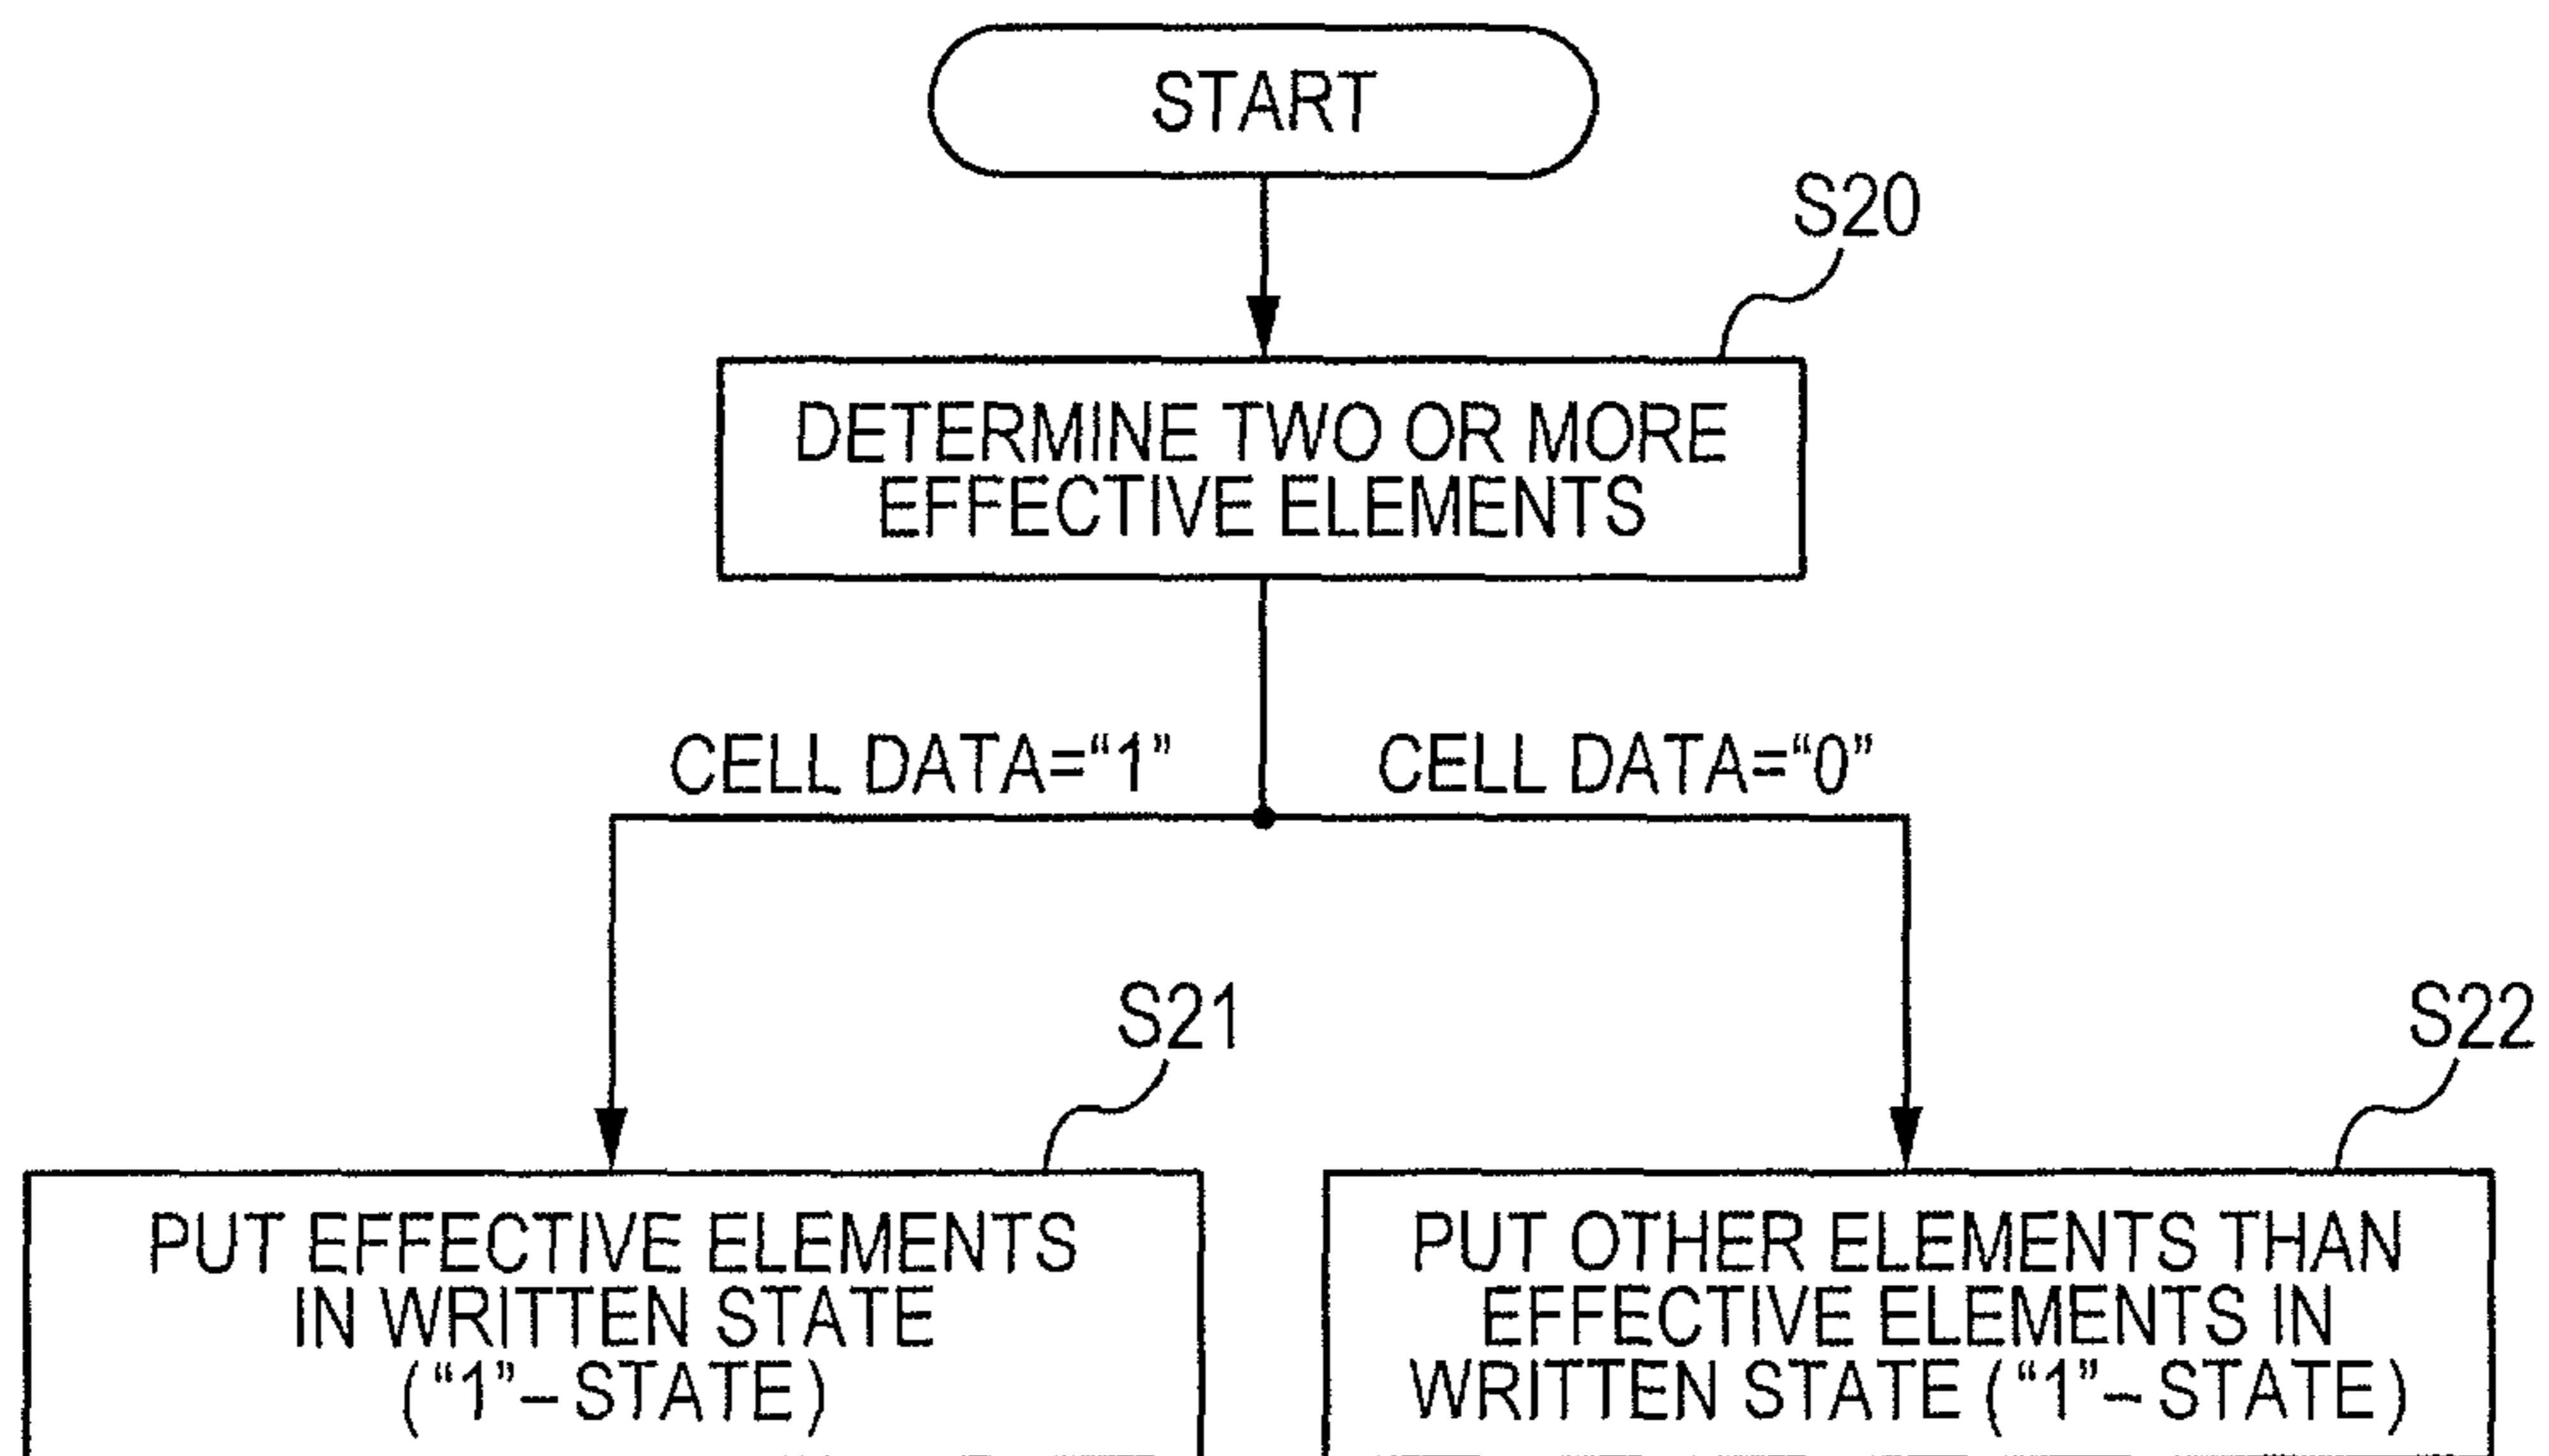 START
S20
DETERMINE TWO OR MORE
EFFECTIVE ELEMENTS
CELL DATA=“1”
CELL DATA=“0”
S21
S22
PUT EFFECTIVE ELEMENTS
IN WRITTEN STATE
(“1”–STATE)
PUT OTHER ELEMENTS THAN
EFFECTIVE ELEMENTS IN
WRITTEN STATE (“1”–STATE)